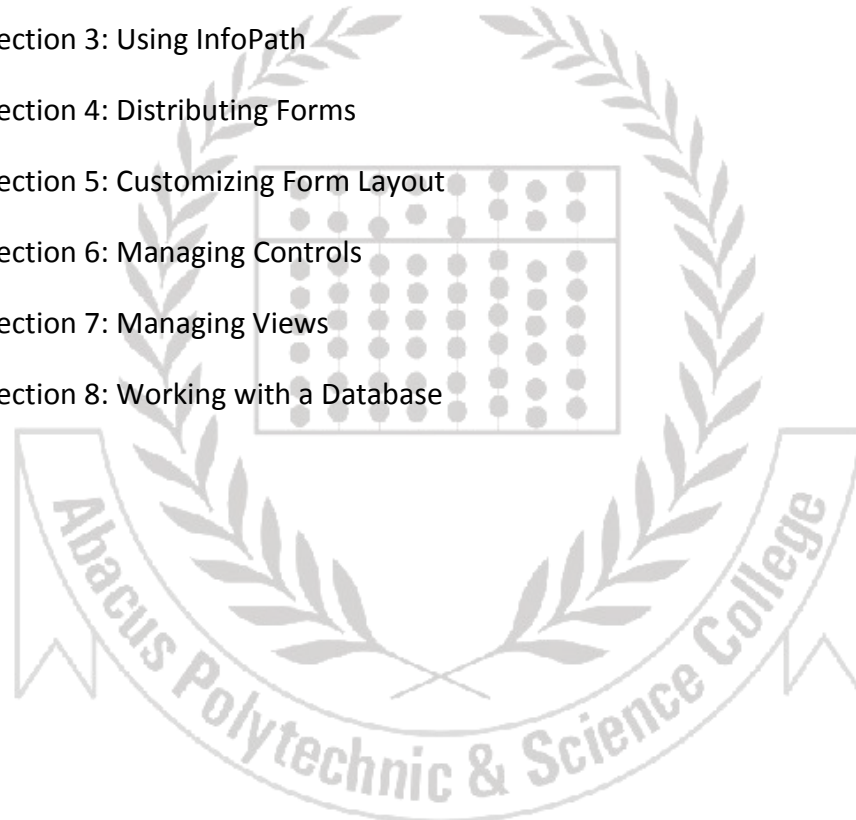 ection 3: Using InfoPath
ection 4: Distributing Forms
ection 5: Customizing Form Layout
ection 6: Managing Controls
ection 7: Managing Views
ection 8: Working with a Database
Abacus Polytechnic & Science College